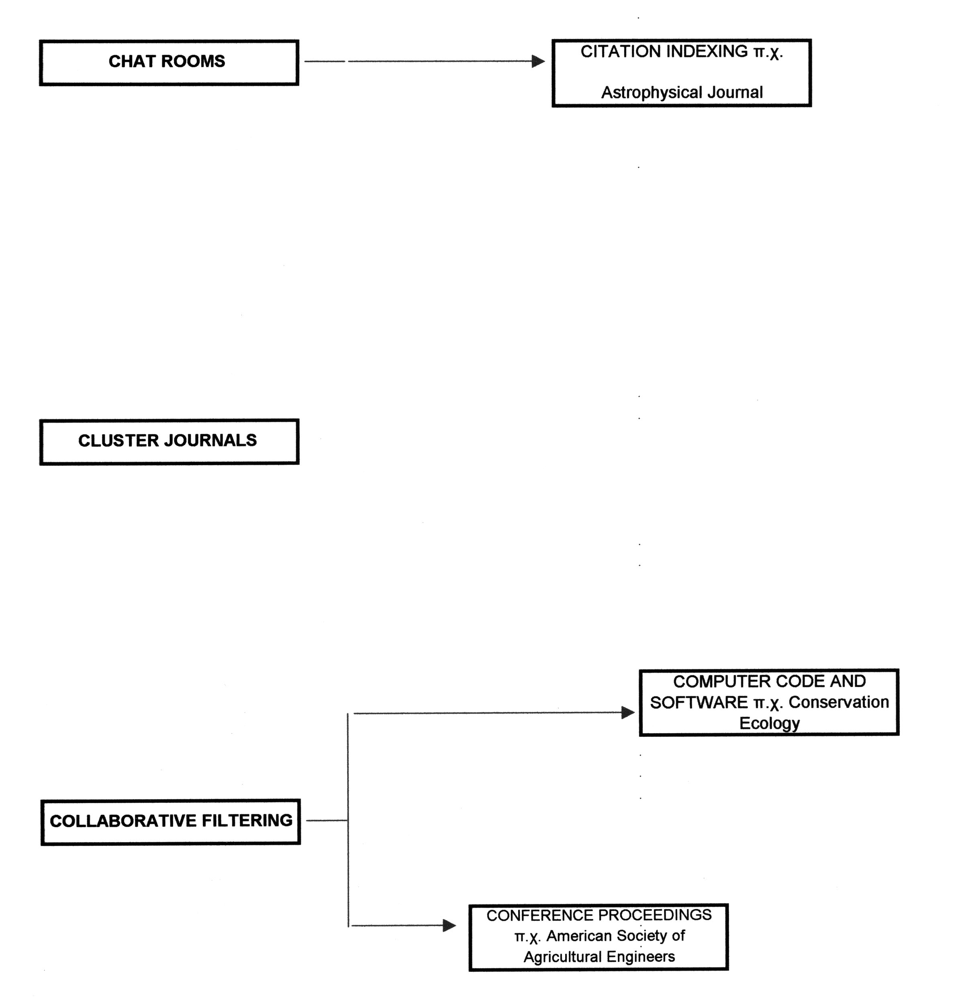 CHAT ROOMS
CITATION INDEXING π.χ.
Astrophysical Journal
CLUSTER JOURNALS
COMPUTER CODE AND
SOFTWARE π.χ. Conservation
Ecology
COLLABORATIVE FILTERING
CONFERENCE PROCEEDINGS
π.χ. American Society of
Agricultural Engineers